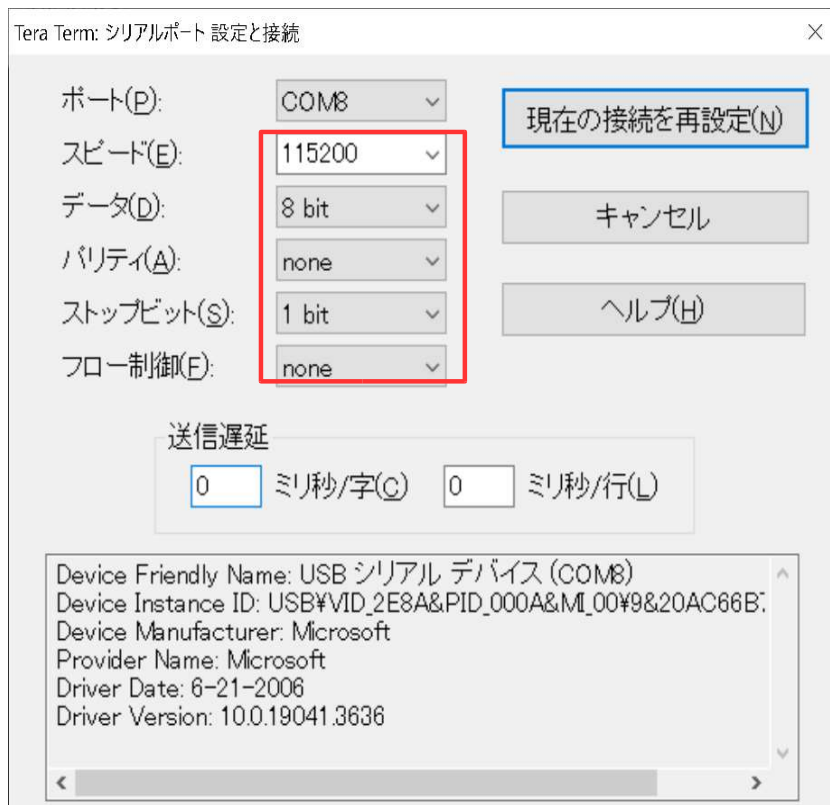 Tera Term: シリアルポート 設定と接続
ポート(P): COM8 現在の接続を再設定(N)
スピード(E): 115200
データ(D): 8 bit キャンセル
パリティ(A): none
ストップビット(S): 1 bit ヘルプ(H)
フロー制御(F): none
送信遅延
0 ミリ秒/字(C) 0 ミリ秒/行(L)
Device Friendly Name: USB シリアル デバイス (COM8)
Device Instance ID: USB¥VID_2E8A&PID_000A&MI_00¥9&20AC66B7
Device Manufacturer: Microsoft
Provider Name: Microsoft
Driver Date: 6-21-2006
Driver Version: 10.0.19041.3636